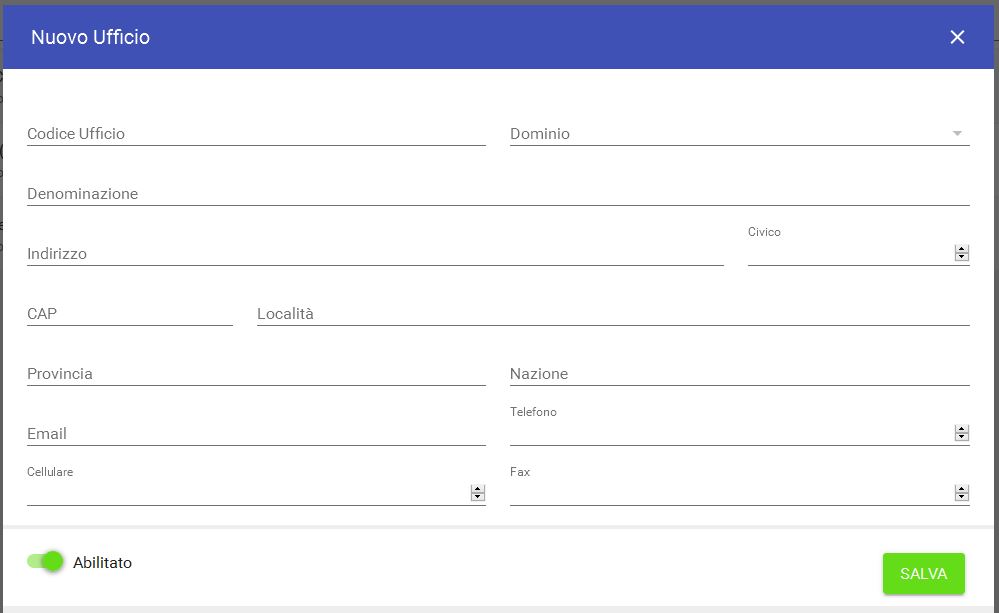 Nuovo Ufficio
Codice Ufficio
Dominio
Denominazione
Indirizzo
Civico
CAP
Località
Provincia
Nazione
Email
Telefono
Cellulare
Fax
Abilitato
SALVA